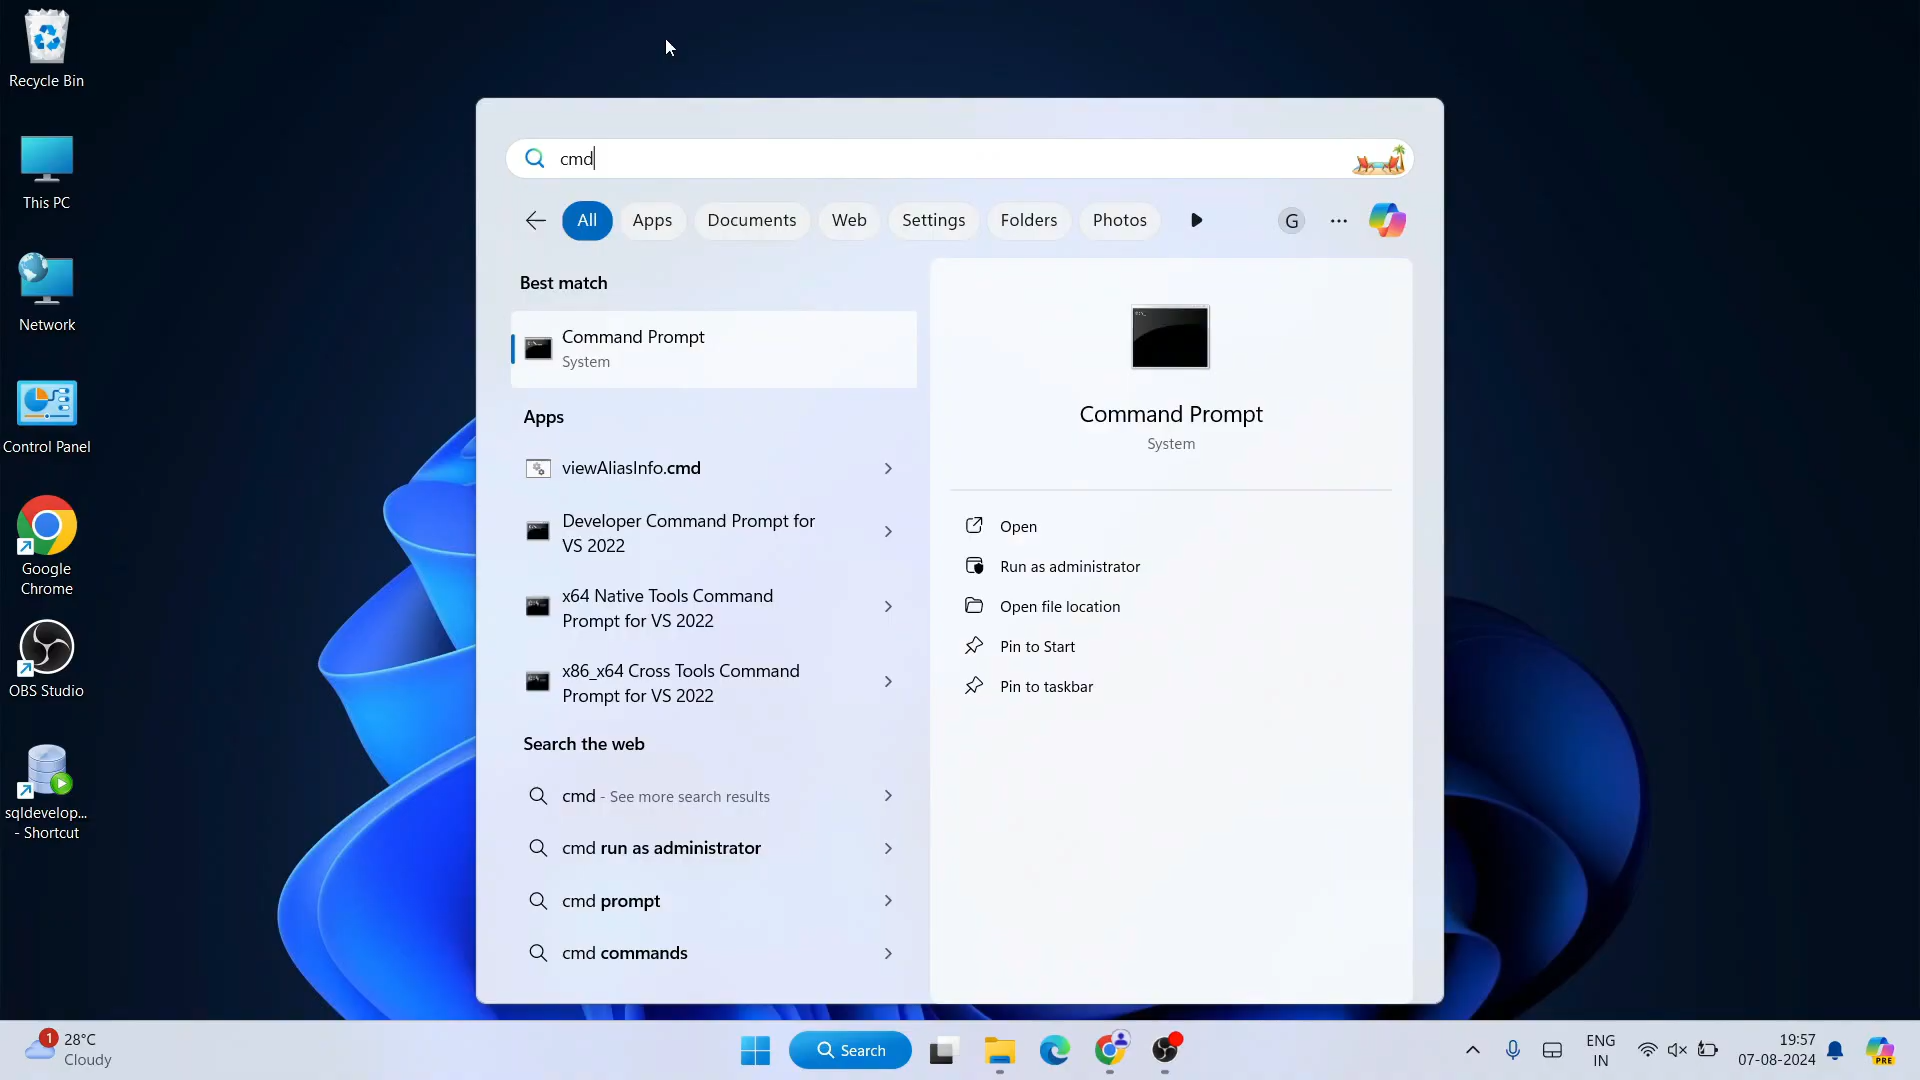 Recycle Bin
This PC
Network
Control Panel
Google
Chrome
OBS Studio
sqldevelop...
- Shortcut
cmd
All
Apps
Documents
Web
Settings
Folders
Photos
G
Best match
Command Prompt
System
Apps
viewAliasInfo.cmd
Developer Command Prompt for
VS 2022
x64 Native Tools Command
Prompt for VS 2022
x86_x64 Cross Tools Command
Prompt for VS 2022
Search the web
cmd - See more search results
cmd run as administrator
cmd prompt
cmd commands
Command Prompt
System
Open
Run as administrator
Open file location
Pin to Start
Pin to taskbar
1
28°C
Cloudy
Search
ENG
IN
19:57
07-08-2024
PRE